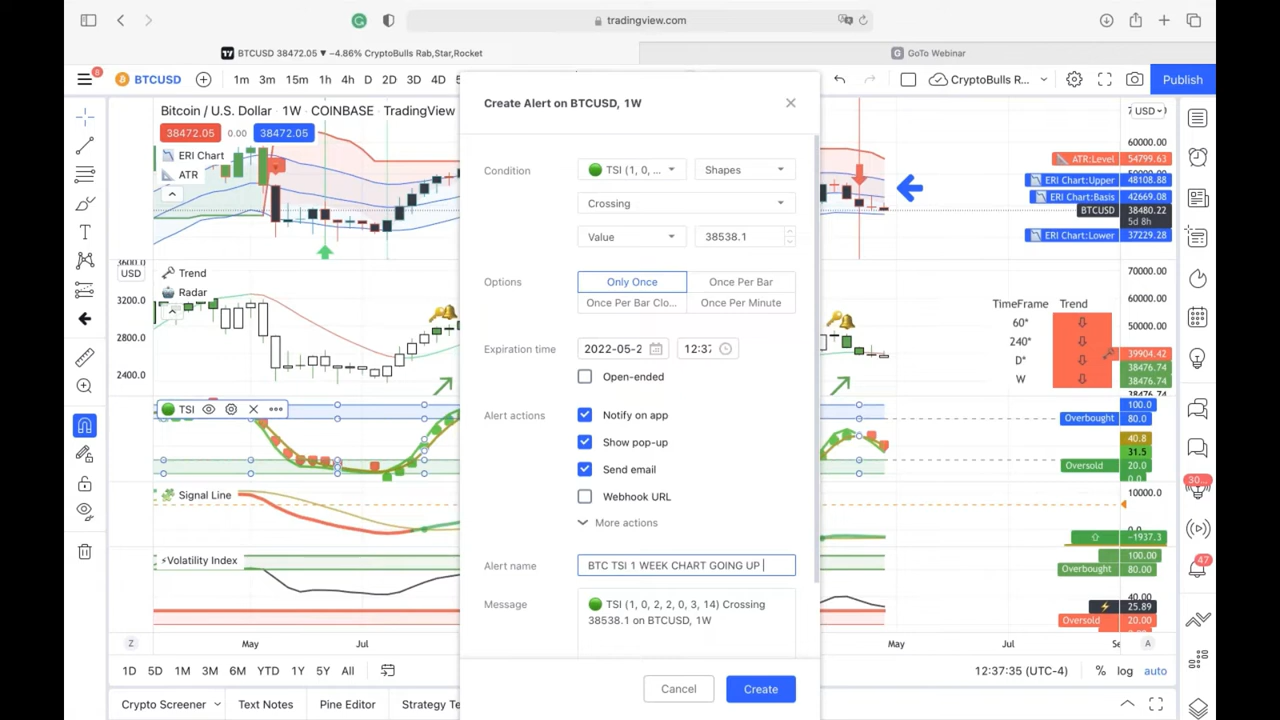 tradingview.com
BTCUSD 38472.05 ▼ −4.86% CryptoBulls Rab,Star,Rocket
GoTo Webinar
8
BTCUSD
1m 3m 15m 1h 4h D 2D 3D 4D
CryptoBulls R...
Publish
Bitcoin / U.S. Dollar · 1W · COINBASE · TradingView
38472.05 0.00 38472.05
ERI Chart
ATR
Create Alert on BTCUSD, 1W
Condition
TSI (1, 0, ...
Shapes
Crossing
Value
38538.1
Options
Only Once
Once Per Bar
Once Per Bar Clo...
Once Per Minute
Expiration time
2022-05-2
12:37
Open-ended
Alert actions
Notify on app
Show pop-up
Send email
Webhook URL
More actions
Alert name
BTC TSI 1 WEEK CHART GOING UP
Message
TSI (1, 0, 2, 2, 0, 3, 14) Crossing
38538.1 on BTCUSD, 1W
Cancel
Create
USD
60000.00
ATR:Level 54799.63
ERI Chart:Upper 48108.88
ERI Chart:Basis 42669.08
BTCUSD 38480.22
5d 8h
ERI Chart:Lower 37229.28
USD
Trend
Radar
3200.0
2800.0
2400.0
70000.00
60000.00
50000.00
TimeFrame Trend
60*
240*
D*
W
39904.42
38476.74
38476.74
TSI
100.0
Overbought 80.0
40.8
31.5
Oversold 20.0
0.0
Signal Line
10000.0
−1937.3
Volatility Index
100.00
Overbought 80.00
40.00
25.89
Oversold 20.00
30...
47
Z
May
Jul
May
Jul
A
1D 5D 1M 3M 6M YTD 1Y 5Y All
12:37:35 (UTC-4)
% log auto
Crypto Screener
Text Notes
Pine Editor
Strategy Te